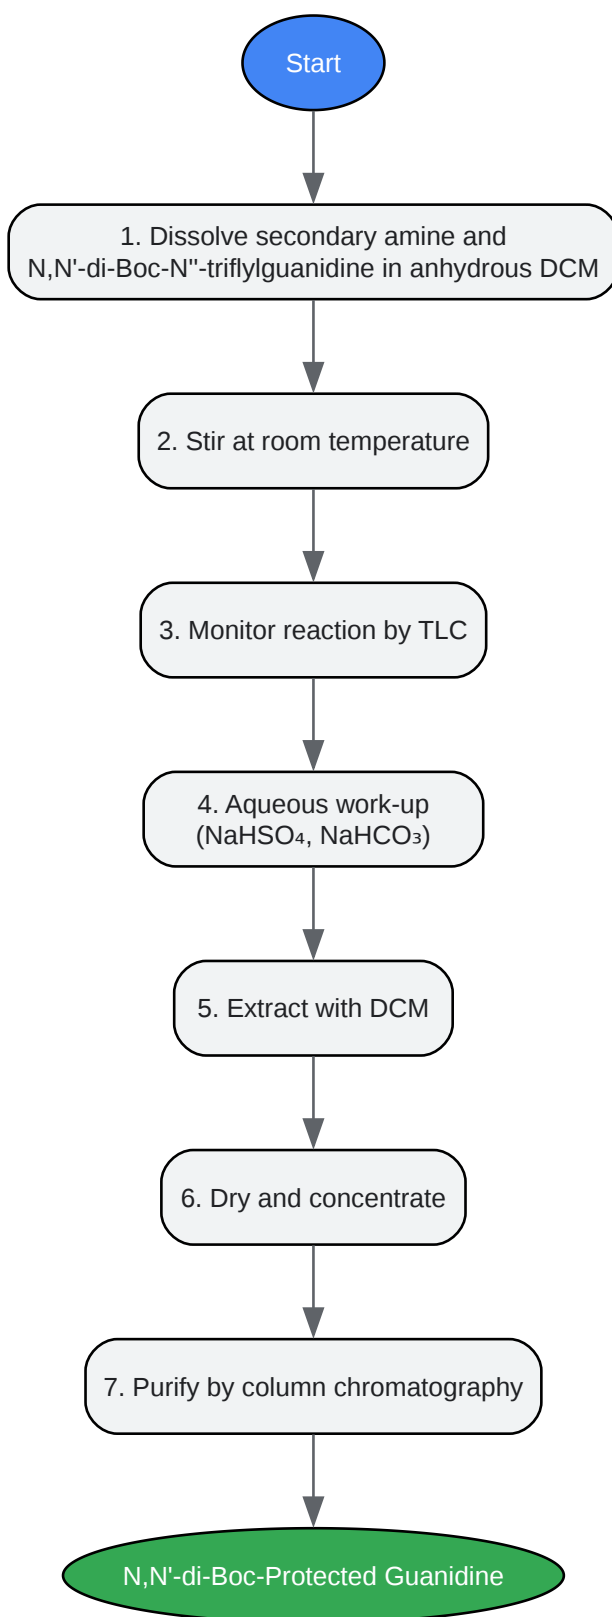 Start
1. Dissolve secondary amine and
N,N'-di-Boc-N''-triflylguanidine in anhydrous DCM
2. Stir at room temperature
3. Monitor reaction by TLC
4. Aqueous work-up
(NaHSO₄, NaHCO₃)
5. Extract with DCM
6. Dry and concentrate
7. Purify by column chromatography
N,N'-di-Boc-Protected Guanidine